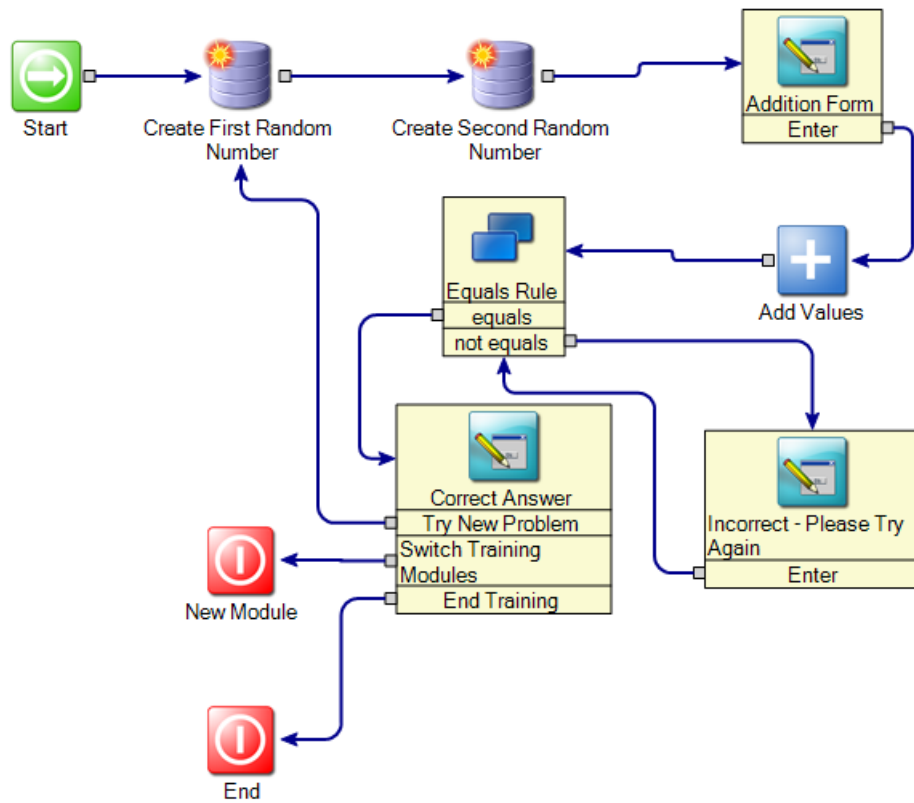 Start
Create First Random
Number
Create Second Random
Number
Addition Form
Enter
Equals Rule
equals
not equals
Add Values
Correct Answer
Try New Problem
Switch Training
Modules
End Training
Incorrect - Please Try
Again
Enter
New Module
End